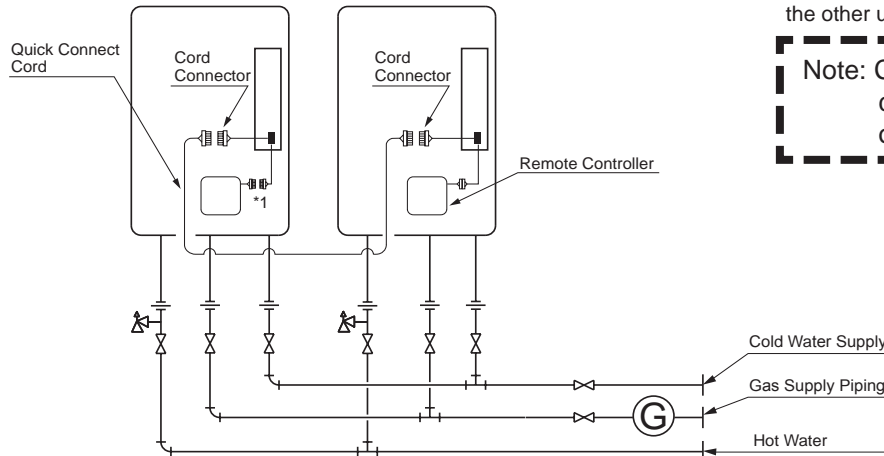 the other u
Quick Connect
Cord
Cord
Connector
Cord
Connector
Note:
Remote Controller
*1
Cold Water Supply
Gas Supply Piping
G
Hot Water